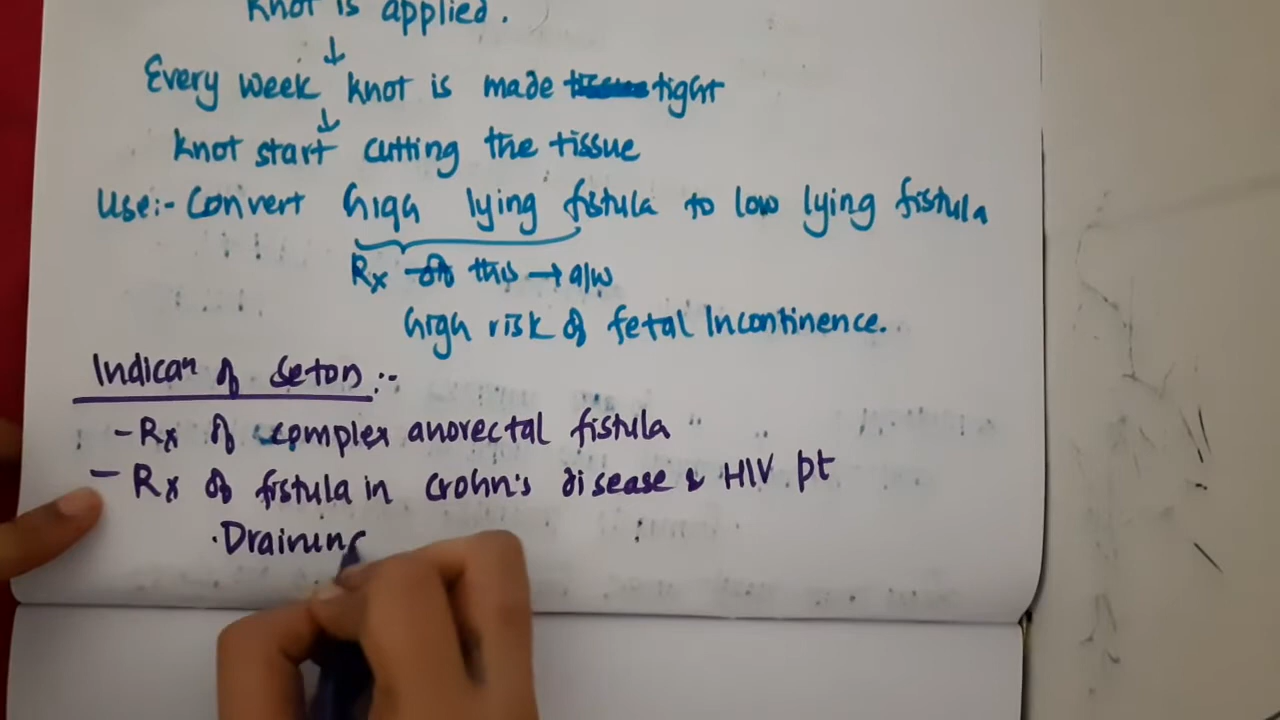 Knot is applied.
↓
Every week knot is made tight
↓
knot start cutting the tissue
Use:- Convert high lying fistula to low lying fistula
Rx of this → a/w
high risk of fetal Incontinence.
Indican of Seton:-
- Rx of complex anorectal fistula
- Rx of fistula in Crohn's disease & HIV pt
·Draining